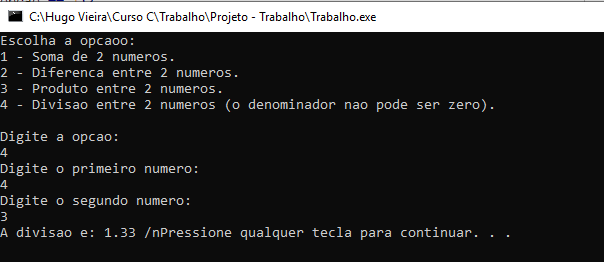 C:\Hugo Vieira\Curso C\Trabalho\Projeto - Trabalho\Trabalho.exe
Escolha a opcaoo:
1 - Soma de 2 numeros.
2 - Diferenca entre 2 numeros.
3 - Produto entre 2 numeros.
4 - Divisao entre 2 numeros (o denominador nao pode ser zero).
Digite a opcao:
4
Digite o primeiro numero:
4
Digite o segundo numero:
3
A divisao e: 1.33 /nPressione qualquer tecla para continuar. . .